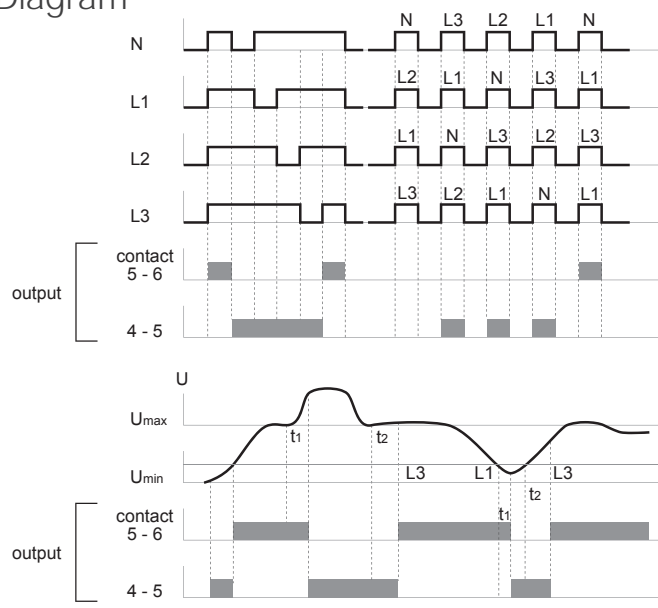 Diagram
N L3 L2 L1 N
N
L2 L1 N L3 L1
L1
L1 N L3 L2 L3
L2
L3 L2 L1 N L1
L3
contact
5 - 6
output
4 - 5
U
Umax
t1 t2
Umin
L3 L1 L3
t2
contact
t1
5 - 6
output
4 - 5